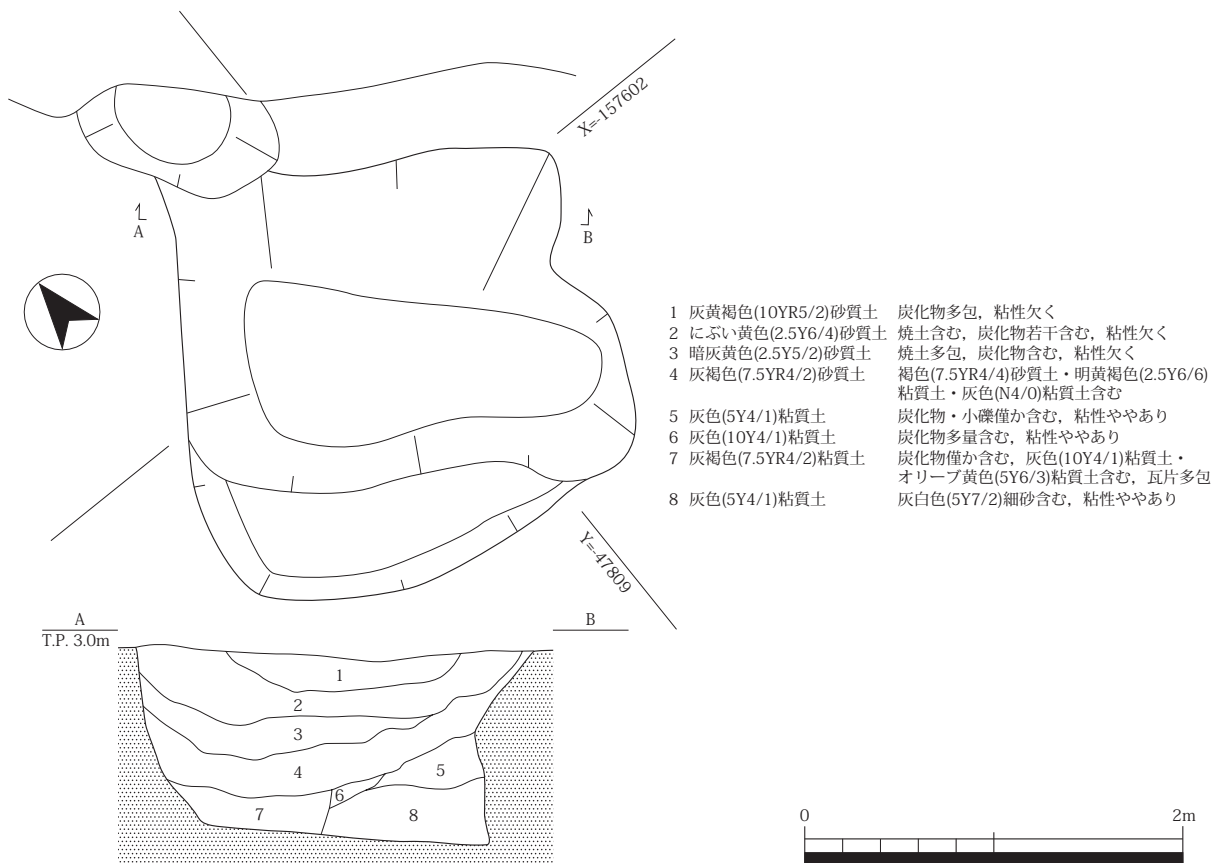 X=-157602
A
B
1 灰黄褐色(10YR5/2)砂質土 炭化物多包，粘性欠く
2 にぶい黄色(2.5Y6/4)砂質土 焼土含む，炭化物若干含む，粘性欠く
3 暗灰黄色(2.5Y5/2)砂質土 焼土多包，炭化物含む，粘性欠く
4 灰褐色(7.5YR4/2)砂質土 褐色(7.5YR4/4)砂質土・明黄褐色(2.5Y6/6)
粘質土・灰色(N4/0)粘質土含む
5 灰色(5Y4/1)粘質土 炭化物・小礫僅か含む，粘性ややあり
6 灰色(10Y4/1)粘質土 炭化物多量含む，粘性ややあり
7 灰褐色(7.5YR4/2)粘質土 炭化物僅か含む，灰色(10Y4/1)粘質土・
オリーブ黄色(5Y6/3)粘質土含む，瓦片多包
8 灰色(5Y4/1)粘質土 灰白色(5Y7/2)細砂含む，粘性ややあり
Y=-47809
A
B
T.P. 3.0m
1
2
3
4
5
6
7
8
0
2m